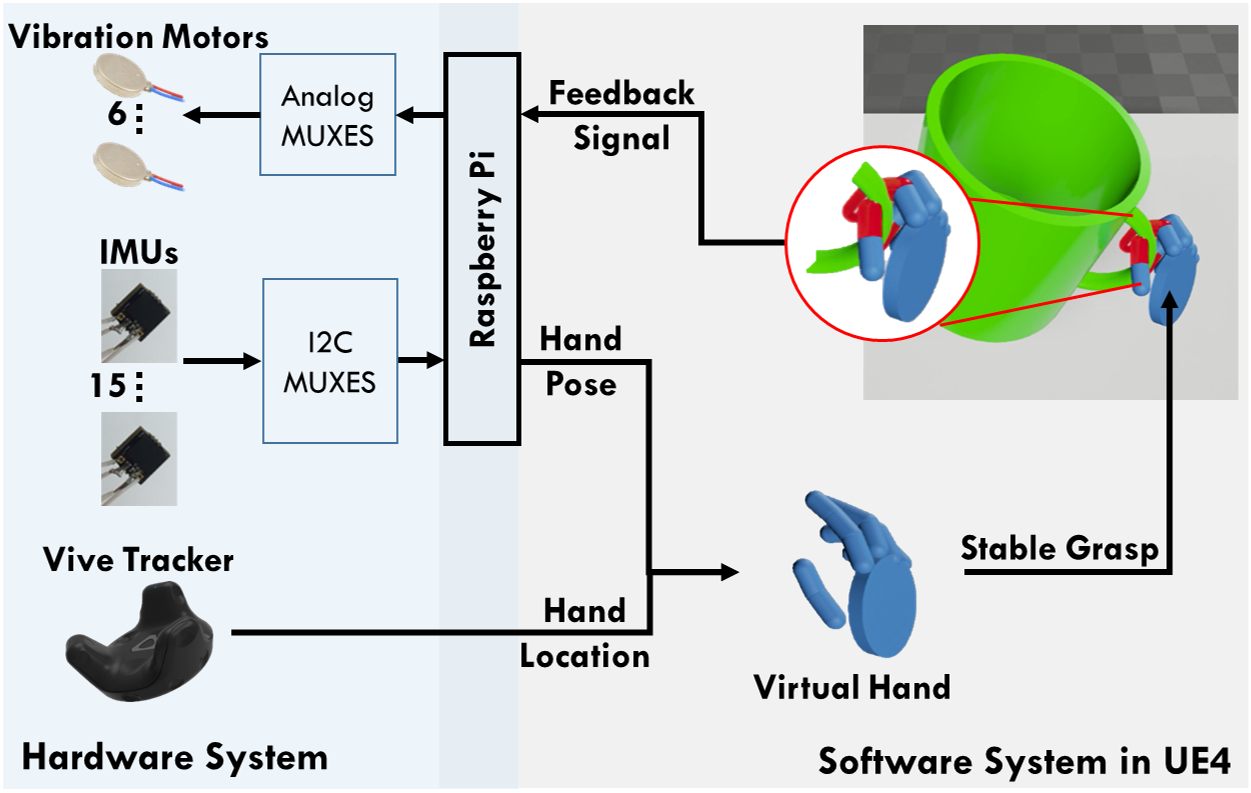 Vibration Motors
6
Analog
MUXES
Raspberry Pi
Feedback
Signal
IMUs
15
I2C
MUXES
Hand
Pose
Vive Tracker
Hand
Location
Stable Grasp
Virtual Hand
Hardware System
Software System in UE4